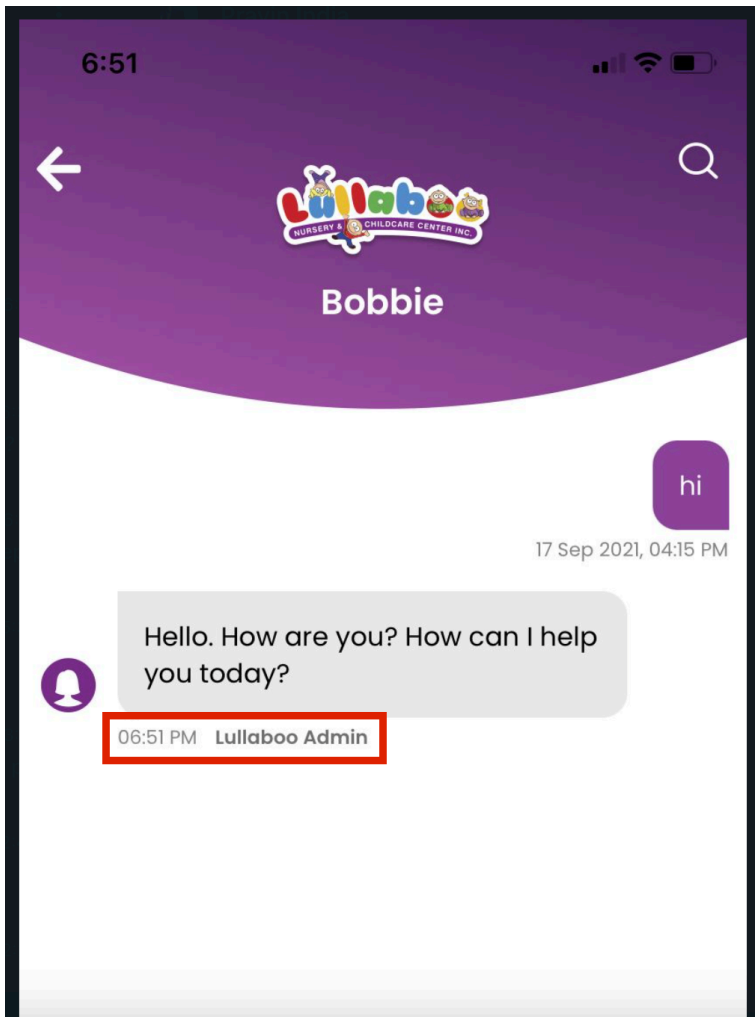 6:51
Lullaboo
NURSERY & CHILDCARE CENTER INC.
Bobbie
hi
17 Sep 2021, 04:15 PM
Hello. How are you? How can I help
you today?
06:51 PM Lullaboo Admin